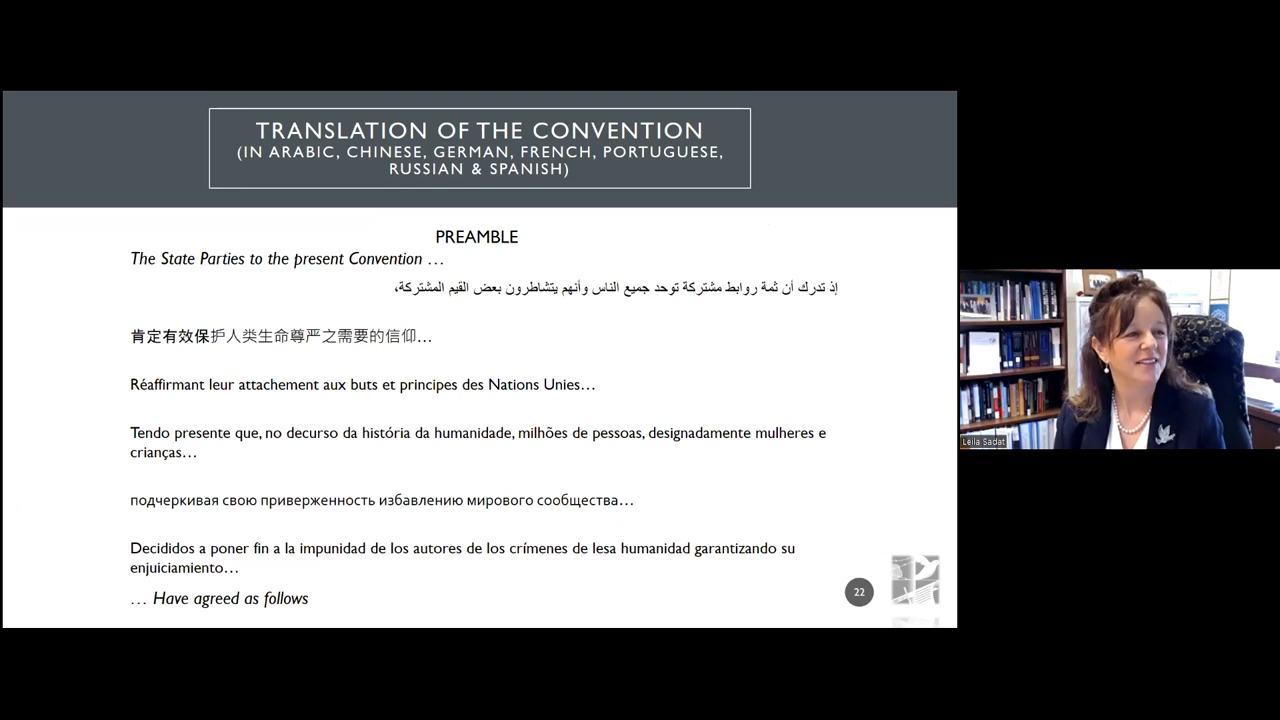 TRANSLATION OF THE CONVENTION
(IN ARABIC, CHINESE, GERMAN, FRENCH, PORTUGUESE,
RUSSIAN & SPANISH)
PREAMBLE
The State Parties to the present Convention …
إذ تدرك أن ثمة روابط مشتركة توحد جميع الناس وأنهم يتشاطرون بعض القيم المشتركة،
肯定有效保护人类生命尊严之需要的信仰…
Réaffirmant leur attachement aux buts et principes des Nations Unies…
Tendo presente que, no decurso da história da humanidade, milhões de pessoas, designadamente mulheres e
crianças…
подчеркивая свою приверженность избавлению мирового сообщества…
Decididos a poner fin a la impunidad de los autores de los crímenes de lesa humanidad garantizando su
enjuiciamiento…
… Have agreed as follows
22
Leila Sadat